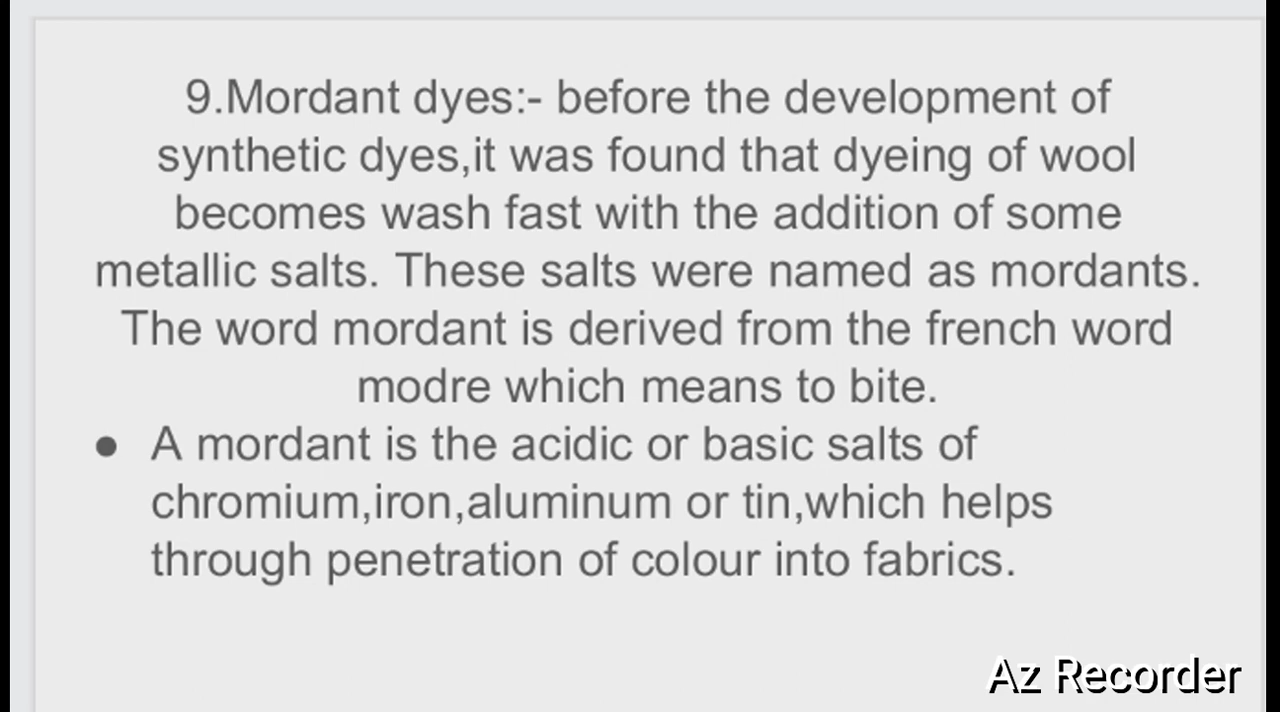 9.Mordant dyes:- before the development of
synthetic dyes,it was found that dyeing of wool
becomes wash fast with the addition of some
metallic salts. These salts were named as mordants.
The word mordant is derived from the french word
modre which means to bite.
● A mordant is the acidic or basic salts of
chromium,iron,aluminum or tin,which helps
through penetration of colour into fabrics.
Az Recorder